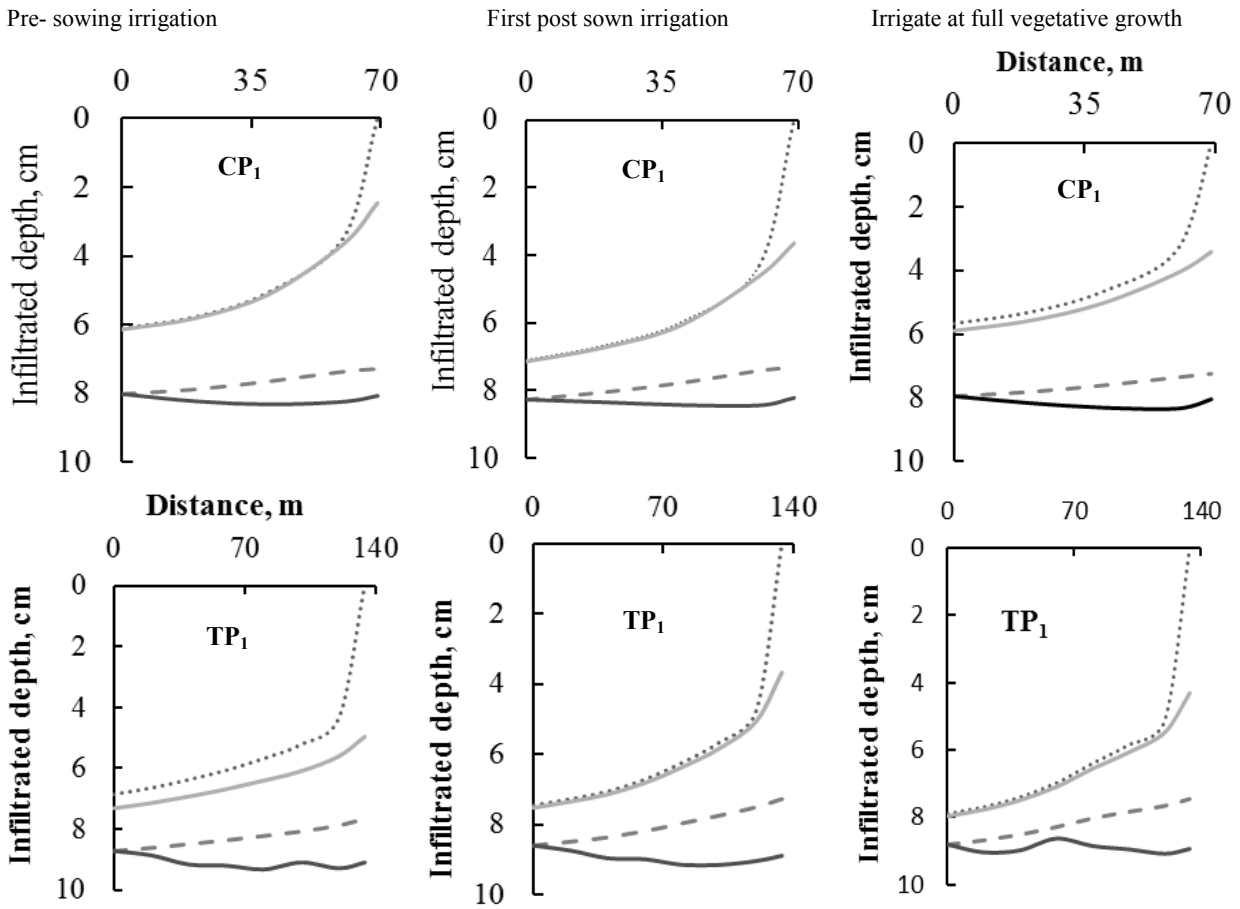 Pre- sowing irrigation
First post sown irrigation
Irrigate at full vegetative growth
0 35 70
0
2
4
6
8
10
Infiltrated depth, cm
CP1
0 35 70
0
2
4
6
8
10
Infiltrated depth, cm
CP1
Distance, m
0 35 70
0
2
4
6
8
10
Infiltrated depth, cm
CP1
Distance, m
0 70 140
0
2
4
6
8
10
Infiltrated depth, cm
TP1
0 70 140
0
2
4
6
8
10
Infiltrated depth, cm
TP1
0 70 140
0
2
4
6
8
10
Infiltrated depth, cm
TP1